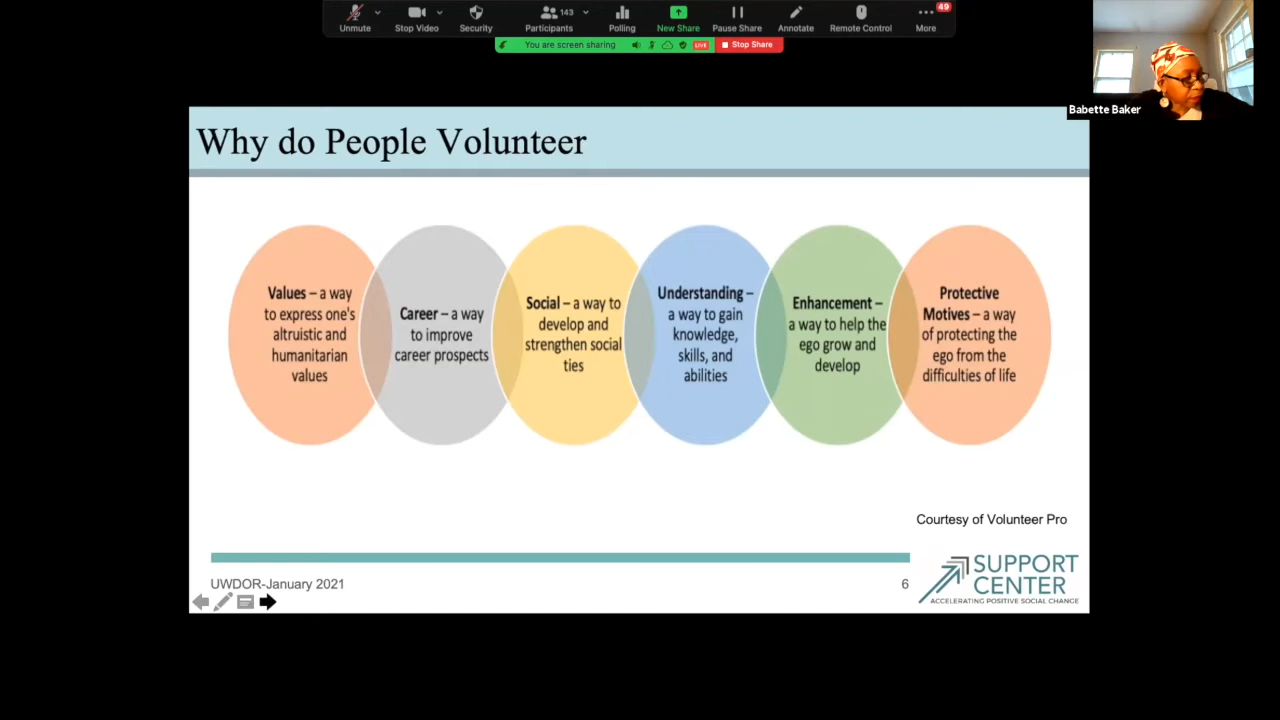 Unmute
Stop Video
Security
143
Participants
Polling
New Share
Pause Share
Annotate
Remote Control
49
More
You are screen sharing
LIVE
Stop Share
Babette Baker
Why do People Volunteer
Values – a way
to express one's
altruistic and
humanitarian
values
Career – a way
to improve
career prospects
Social – a way to
develop and
strengthen social
ties
Understanding –
a way to gain
knowledge,
skills, and
abilities
Enhancement –
a way to help the
ego grow and
develop
Protective
Motives – a way
of protecting the
ego from the
difficulties of life
Courtesy of Volunteer Pro
UWDOR-January 2021
6
SUPPORT
CENTER
ACCELERATING POSITIVE SOCIAL CHANGE